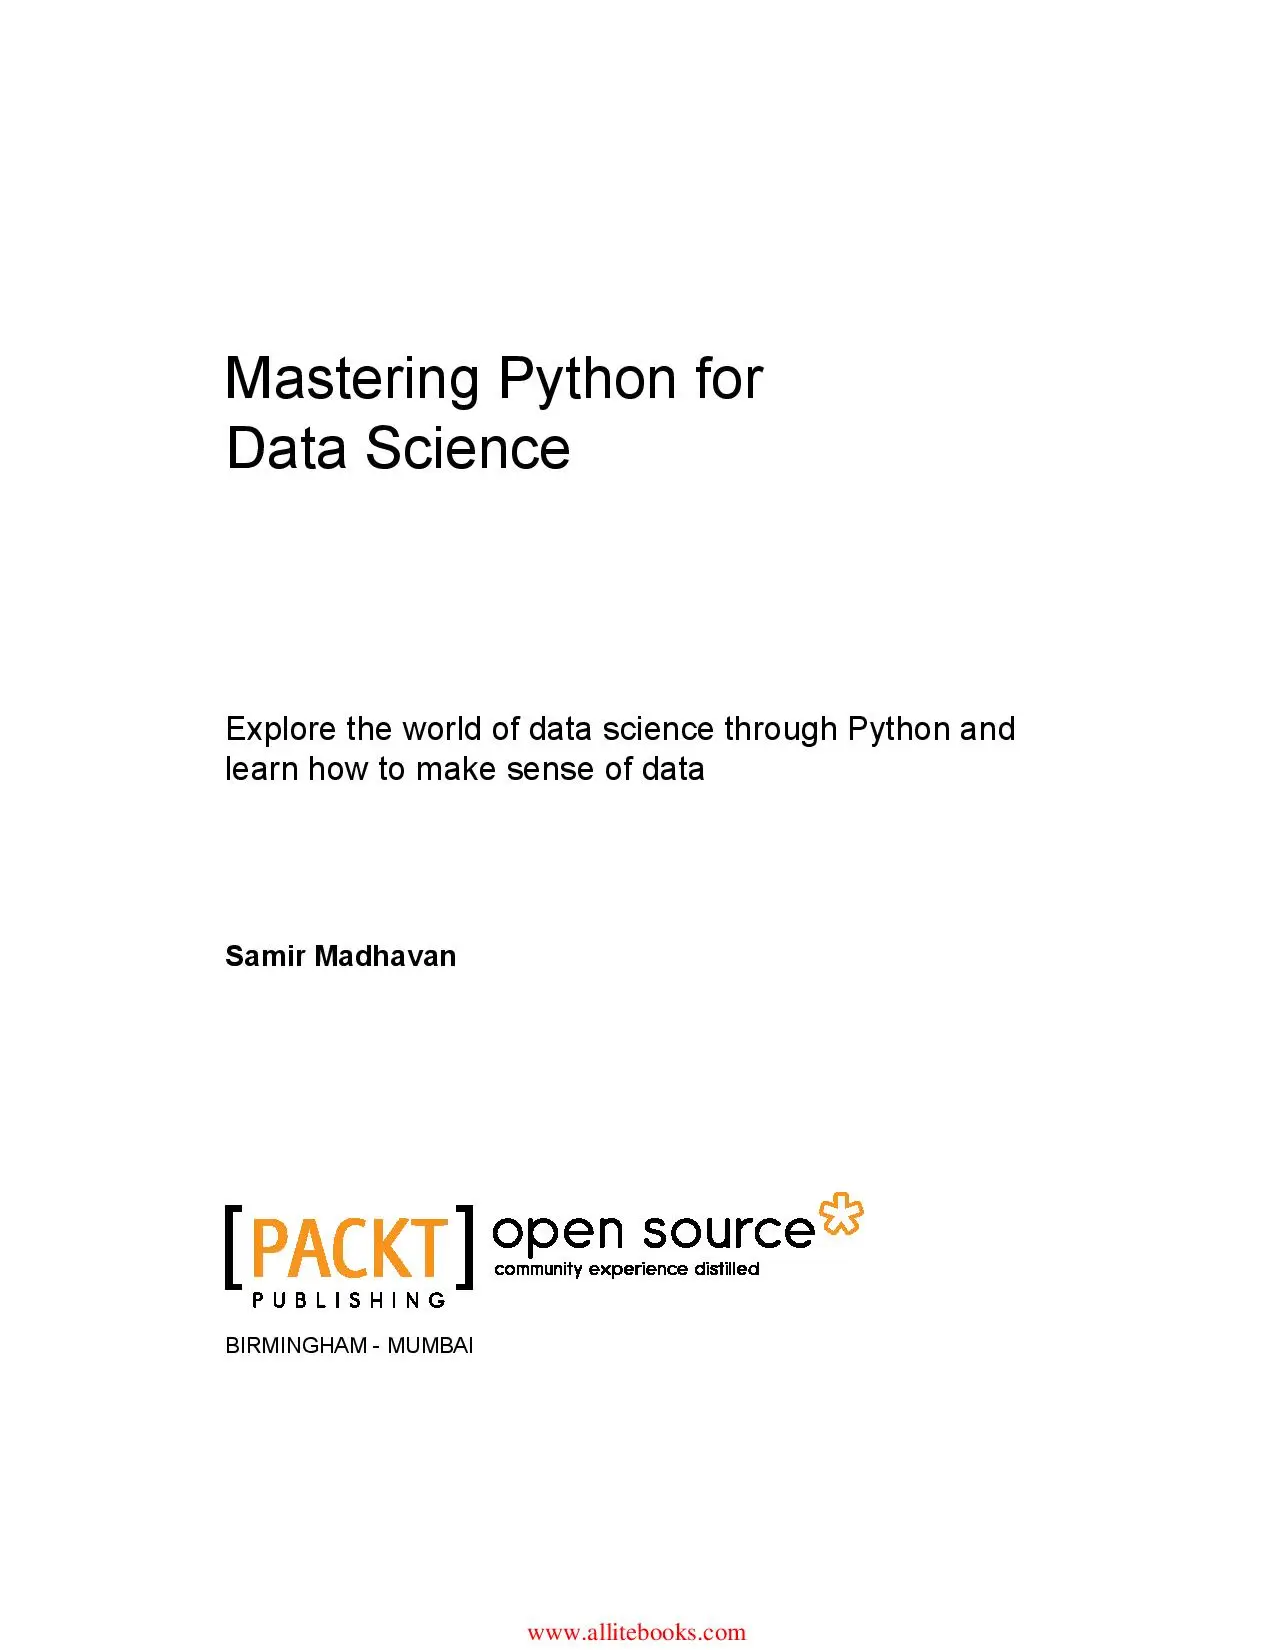 Mastering Python for
Data Science
Explore the world of data science through Python and
learn how to make sense of data
Samir Madhavan
[PACKT]
PUBLISHING
open source*
community experience distilled
BIRMINGHAM - MUMBAI
www.allitebooks.com